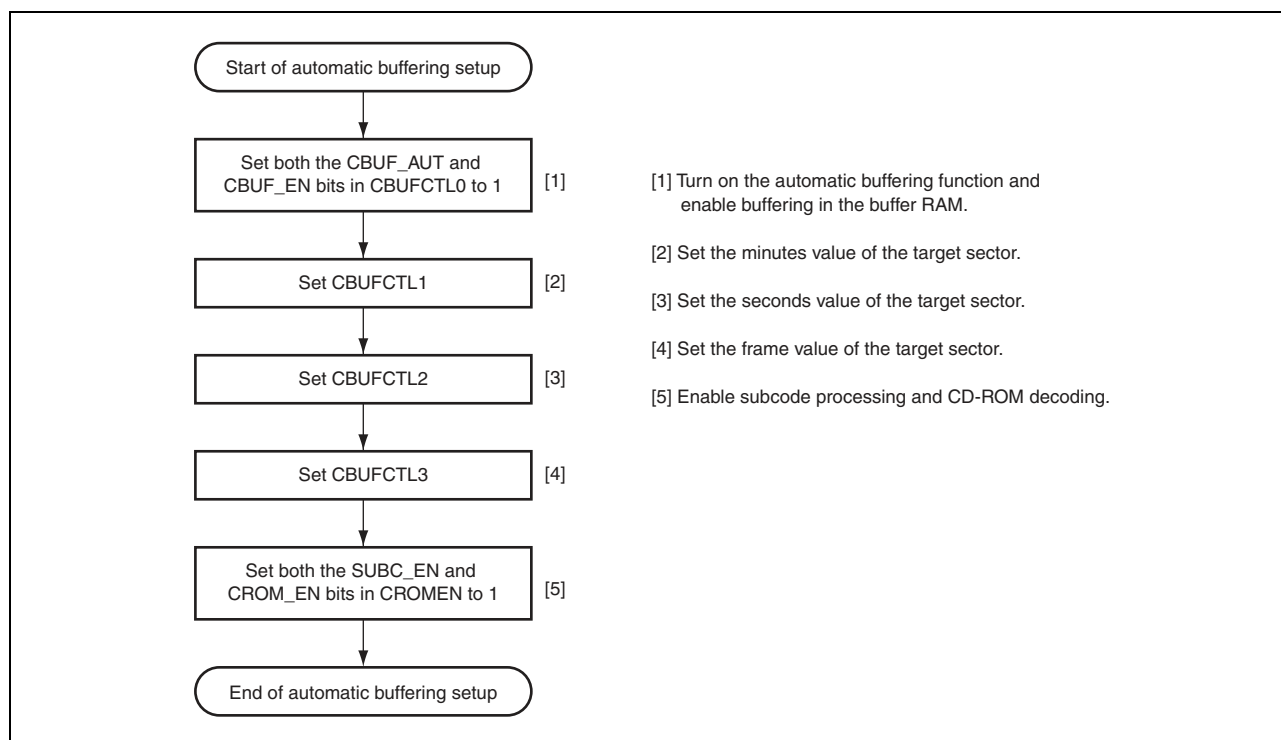 Start of automatic buffering setup
Set both the CBUF_AUT and
CBUF_EN bits in CBUFCTL0 to 1
[1]
Set CBUFCTL1
[2]
Set CBUFCTL2
[3]
Set CBUFCTL3
[4]
Set both the SUBC_EN and
CROM_EN bits in CROMEN to 1
[5]
End of automatic buffering setup
[1] Turn on the automatic buffering function and
enable buffering in the buffer RAM.
[2] Set the minutes value of the target sector.
[3] Set the seconds value of the target sector.
[4] Set the frame value of the target sector.
[5] Enable subcode processing and CD-ROM decoding.